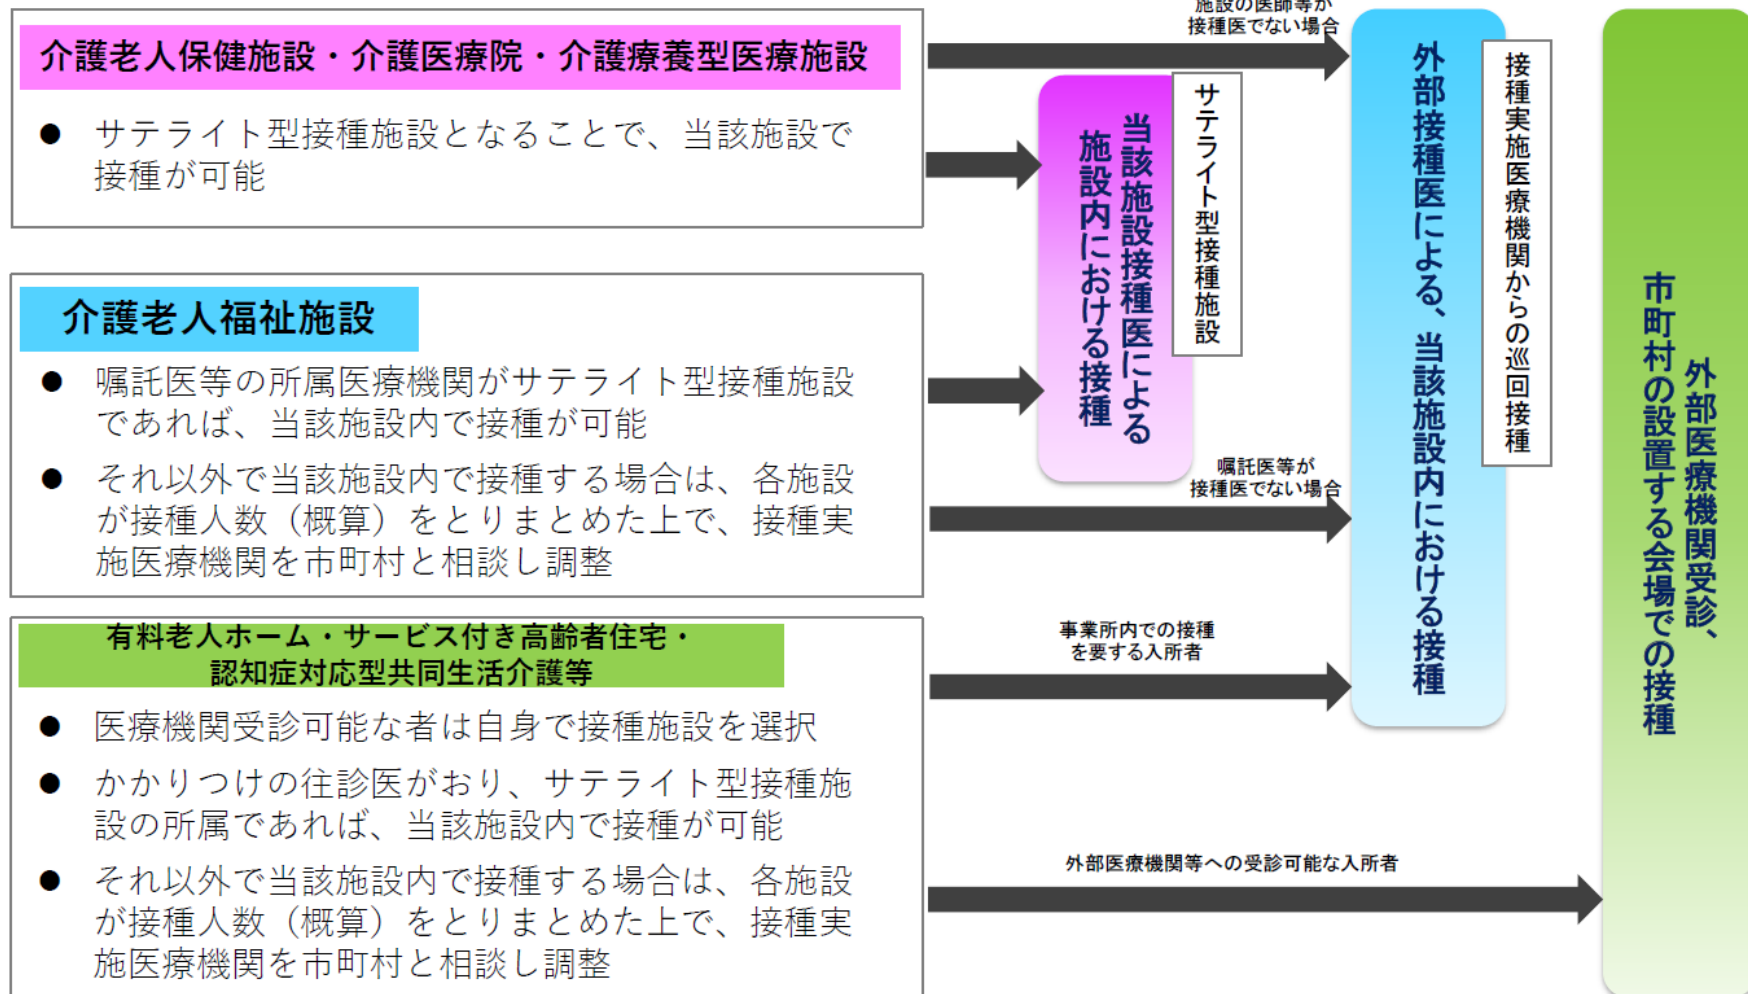 介護老人保健施設・介護医療院・介護療養型医療施設
● サテライト型接種施設となることで、当該施設で
接種が可能
介護老人福祉施設
● 嘱託医等の所属医療機関がサテライト型接種施設
であれば、当該施設内で接種が可能
● それ以外で当該施設内で接種する場合は、各施設
が接種人数（概算）をとりまとめた上で、接種実
施医療機関を市町村と相談し調整
有料老人ホーム・サービス付き高齢者住宅・
認知症対応型共同生活介護等
● 医療機関受診可能な者は自身で接種施設を選択
● かかりつけの往診医がおり、サテライト型接種施
設の所属であれば、当該施設内で接種が可能
● それ以外で当該施設内で接種する場合は、各施設
が接種人数（概算）をとりまとめた上で、接種実
施医療機関を市町村と相談し調整
施設の医師等が
接種医でない場合
当該施設接種医による
施設内における接種
サテライト型接種施設
嘱託医等が
接種医でない場合
事業所内での接種
を要する入所者
外部医療機関等への受診可能な入所者
外部接種医による、当該施設内における接種
接種実施医療機関からの巡回接種
外部医療機関受診、
市町村の設置する会場での接種